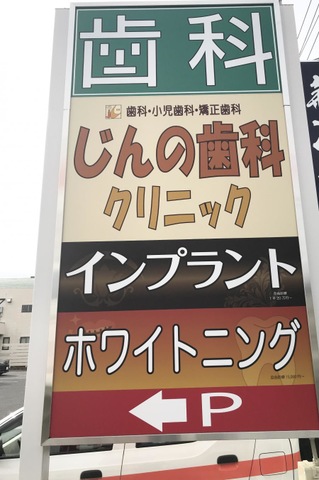 歯科
歯科・小児歯科・矯正歯科
じんの歯科
クリニック
インプラント
ホワイトニング
←P